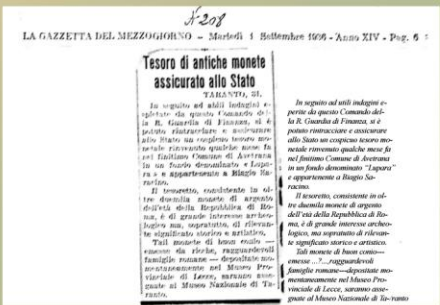 N-208
LA GAZZETTA DEL MEZZOGIORNO – Martedì 1 Settembre 1936 - Anno XIV - Pag. 6
Tesoro di antiche monete
assicurato allo Stato
TARANTO, 31.
In seguito ad utili indagini e-
spletate da questo Comando del-
la R. Guardia di Finanza, si è
potuto rintracciare e assicurare
allo Stato un cospicuo tesoro mo-
netale rinvenuto qualche mese fa
nel finitimo Comune di Avetrana
in un fondo denominato « Lupa-
ra » e appartenente a Biagio Sa-
racino.
Il tesoretto, consistente in ol-
tre duemila monete di argento
dell'età della Repubblica di Ro-
ma, è di grande interesse archeo-
logico ma, sopratutto, di rilevan-
te significato storico e artistico.
Tali monete di buon conio —
emesse da ricche, ragguardevoli
famiglie romane — depositate mo-
mentaneamente nel Museo Pro-
vinciale di Lecce, saranno asse-
gnate al Museo Nazionale di Ta-
ranto.
In seguito ad utili indagini e-
sperite da questo Comando del-
la R. Guardia di Finanza, si è
potuto rintracciare e assicurare
allo Stato un cospicuo tesoro mo-
netale rinvenuto qualche mese fa
nel finitimo Comune di Avetrana
in un fondo denominato "Lupara"
e appartenente a Biagio Sa-
racino.
Il tesoretto, consistente in ol-
tre duemila monete di argento
dell'età della Repubblica di Ro-
ma, è di grande interesse archeo-
logico, ma sopratutto di rilevan-
te significato storico e artistico.
Tali monete di buon conio—
emesse ...?...,ragguardevoli
famiglie romane—depositate mo-
mentaneamente nel Museo Pro-
vinciale di Lecce, saranno asse-
gnate al Museo Nazionale di Ta-ranto